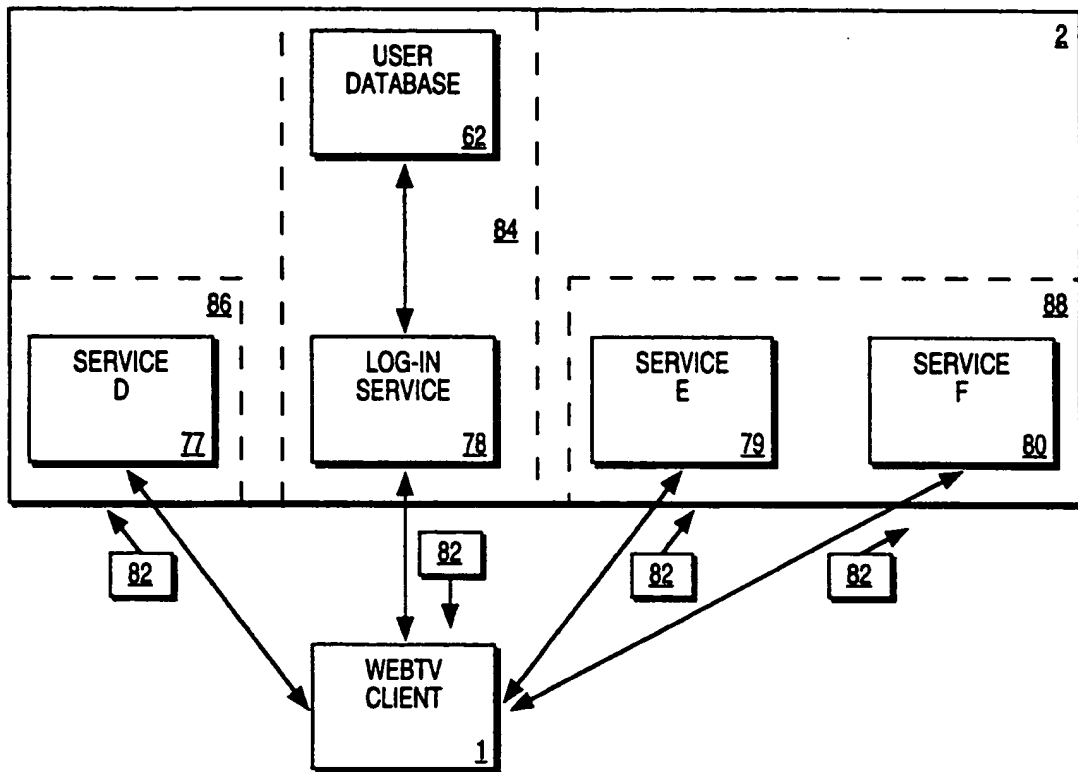 2
USER
DATABASE
62
84
86
88
SERVICE
D
77
LOG-IN
SERVICE
78
SERVICE
E
79
SERVICE
F
80
82
82
82
82
WEBTV
CLIENT
1